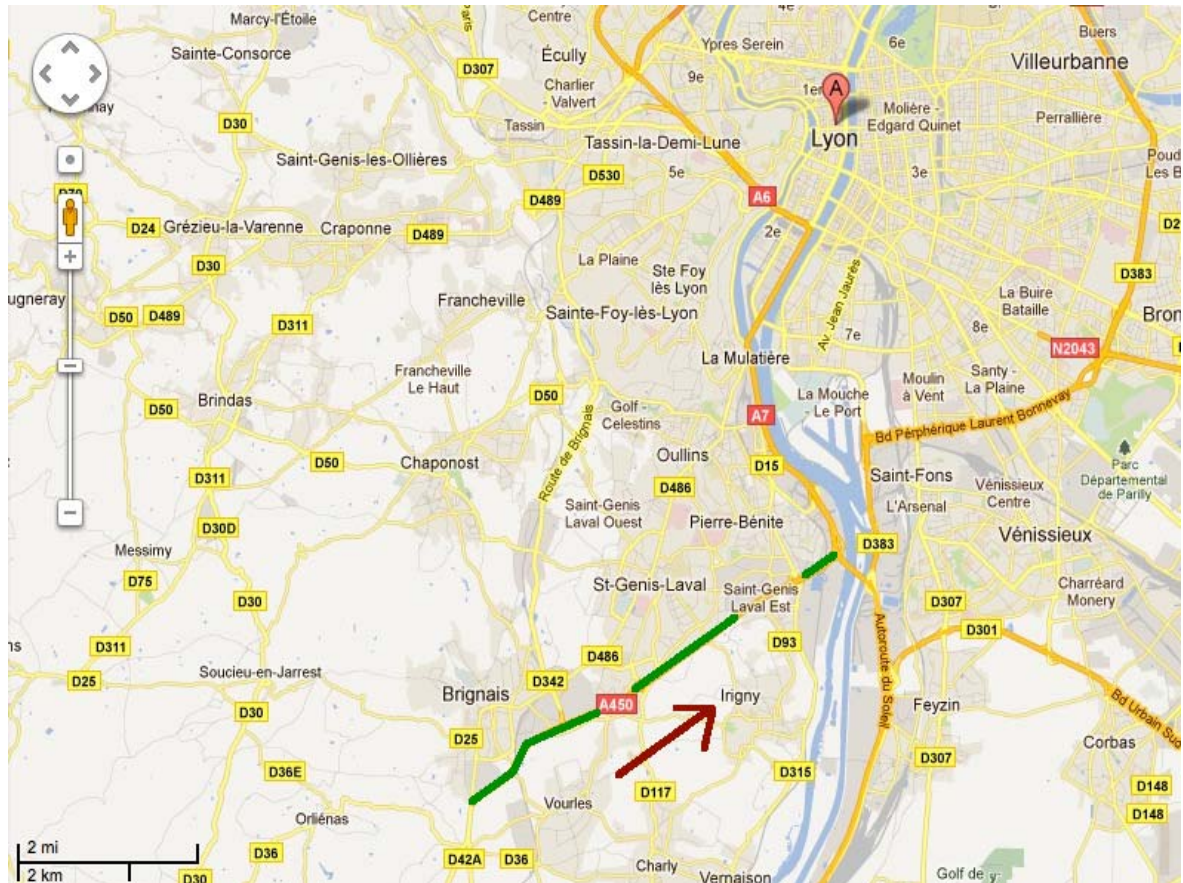 Marcy-l'Étoile
Paris
Centre
4e
Buers
Sainte-Consorce
Écully
Ypres Serein
6e
Villeurbanne
D307
9e
Charlier
- Valvert
1er
A
Molière -
Edgard Quinet
Perrallière
D30
Tassin
Lyon
Tassin-la-Demi-Lune
Saint-Genis-les-Ollières
D530
5e
3e
D489
A6
D24
Grézieu-la-Varenne
Craponne
D489
2e
D30
La Plaine
Ste Foy
lès Lyon
D383
Francheville
Av. Jean Jaurès
La Buire
Bataille
D50
D489
D311
Sainte-Foy-lès-Lyon
7e
8e
La Mulatière
N2043
Francheville
Le Haut
Santy -
La Plaine
Moulin
à Vent
La Mouche
- Le Port
Brindas
D50
D50
Golf -
Celestins
A7
Bd Périphérique Laurent Bonnevay
Route de Brignais
Oullins
D50
Chaponost
D15
Saint-Fons
Parc
Départemental
de Parilly
D311
D486
Vénissieux
Centre
Saint-Genis
Laval Ouest
L'Arsenal
D30D
Pierre-Bénite
Vénissieux
Messimy
D383
D75
St-Genis-Laval
Saint-Genis
Laval Est
Charréard
Monery
D30
D307
D301
D311
D93
Autoroute du Soleil
D486
Soucieu-en-Jarrest
D25
D342
Brignais
Irigny
A450
Feyzin
D30
D25
Corbas
D36E
D315
D307
D117
D148
Vourles
D148
Orliénas
2 mi
D36
D42A
D36
Charly
2 km
D30
Vernaison
Golf de